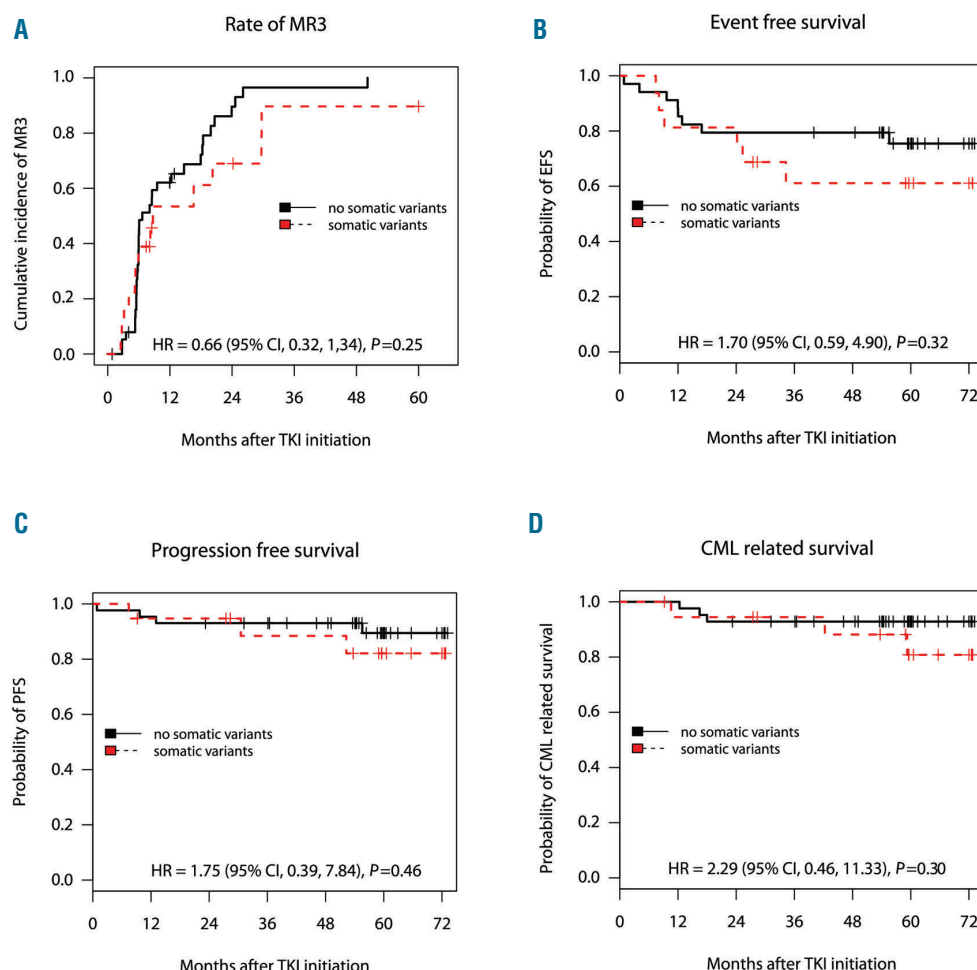 A
Rate of MR3
Cumulative incidence of MR3
1.0
0.8
0.6
0.4
0.2
0.0
no somatic variants
somatic variants
HR = 0.66 (95% CI, 0.32, 1,34), P=0.25
0 12 24 36 48 60
Months after TKI initiation
B
Event free survival
Probability of EFS
1.0
0.8
0.6
0.4
0.2
0.0
no somatic variants
somatic variants
HR = 1.70 (95% CI, 0.59, 4.90), P=0.32
0 12 24 36 48 60 72
Months after TKI initiation
C
Progression free survival
Probability of PFS
1.0
0.8
0.6
0.4
0.2
0.0
no somatic variants
somatic variants
HR = 1.75 (95% CI, 0.39, 7.84), P=0.46
0 12 24 36 48 60 72
Months after TKI initiation
D
CML related survival
Probability of CML related survival
1.0
0.8
0.6
0.4
0.2
0.0
no somatic variants
somatic variants
HR = 2.29 (95% CI, 0.46, 11.33), P=0.30
0 12 24 36 48 60 72
Months after TKI initiation